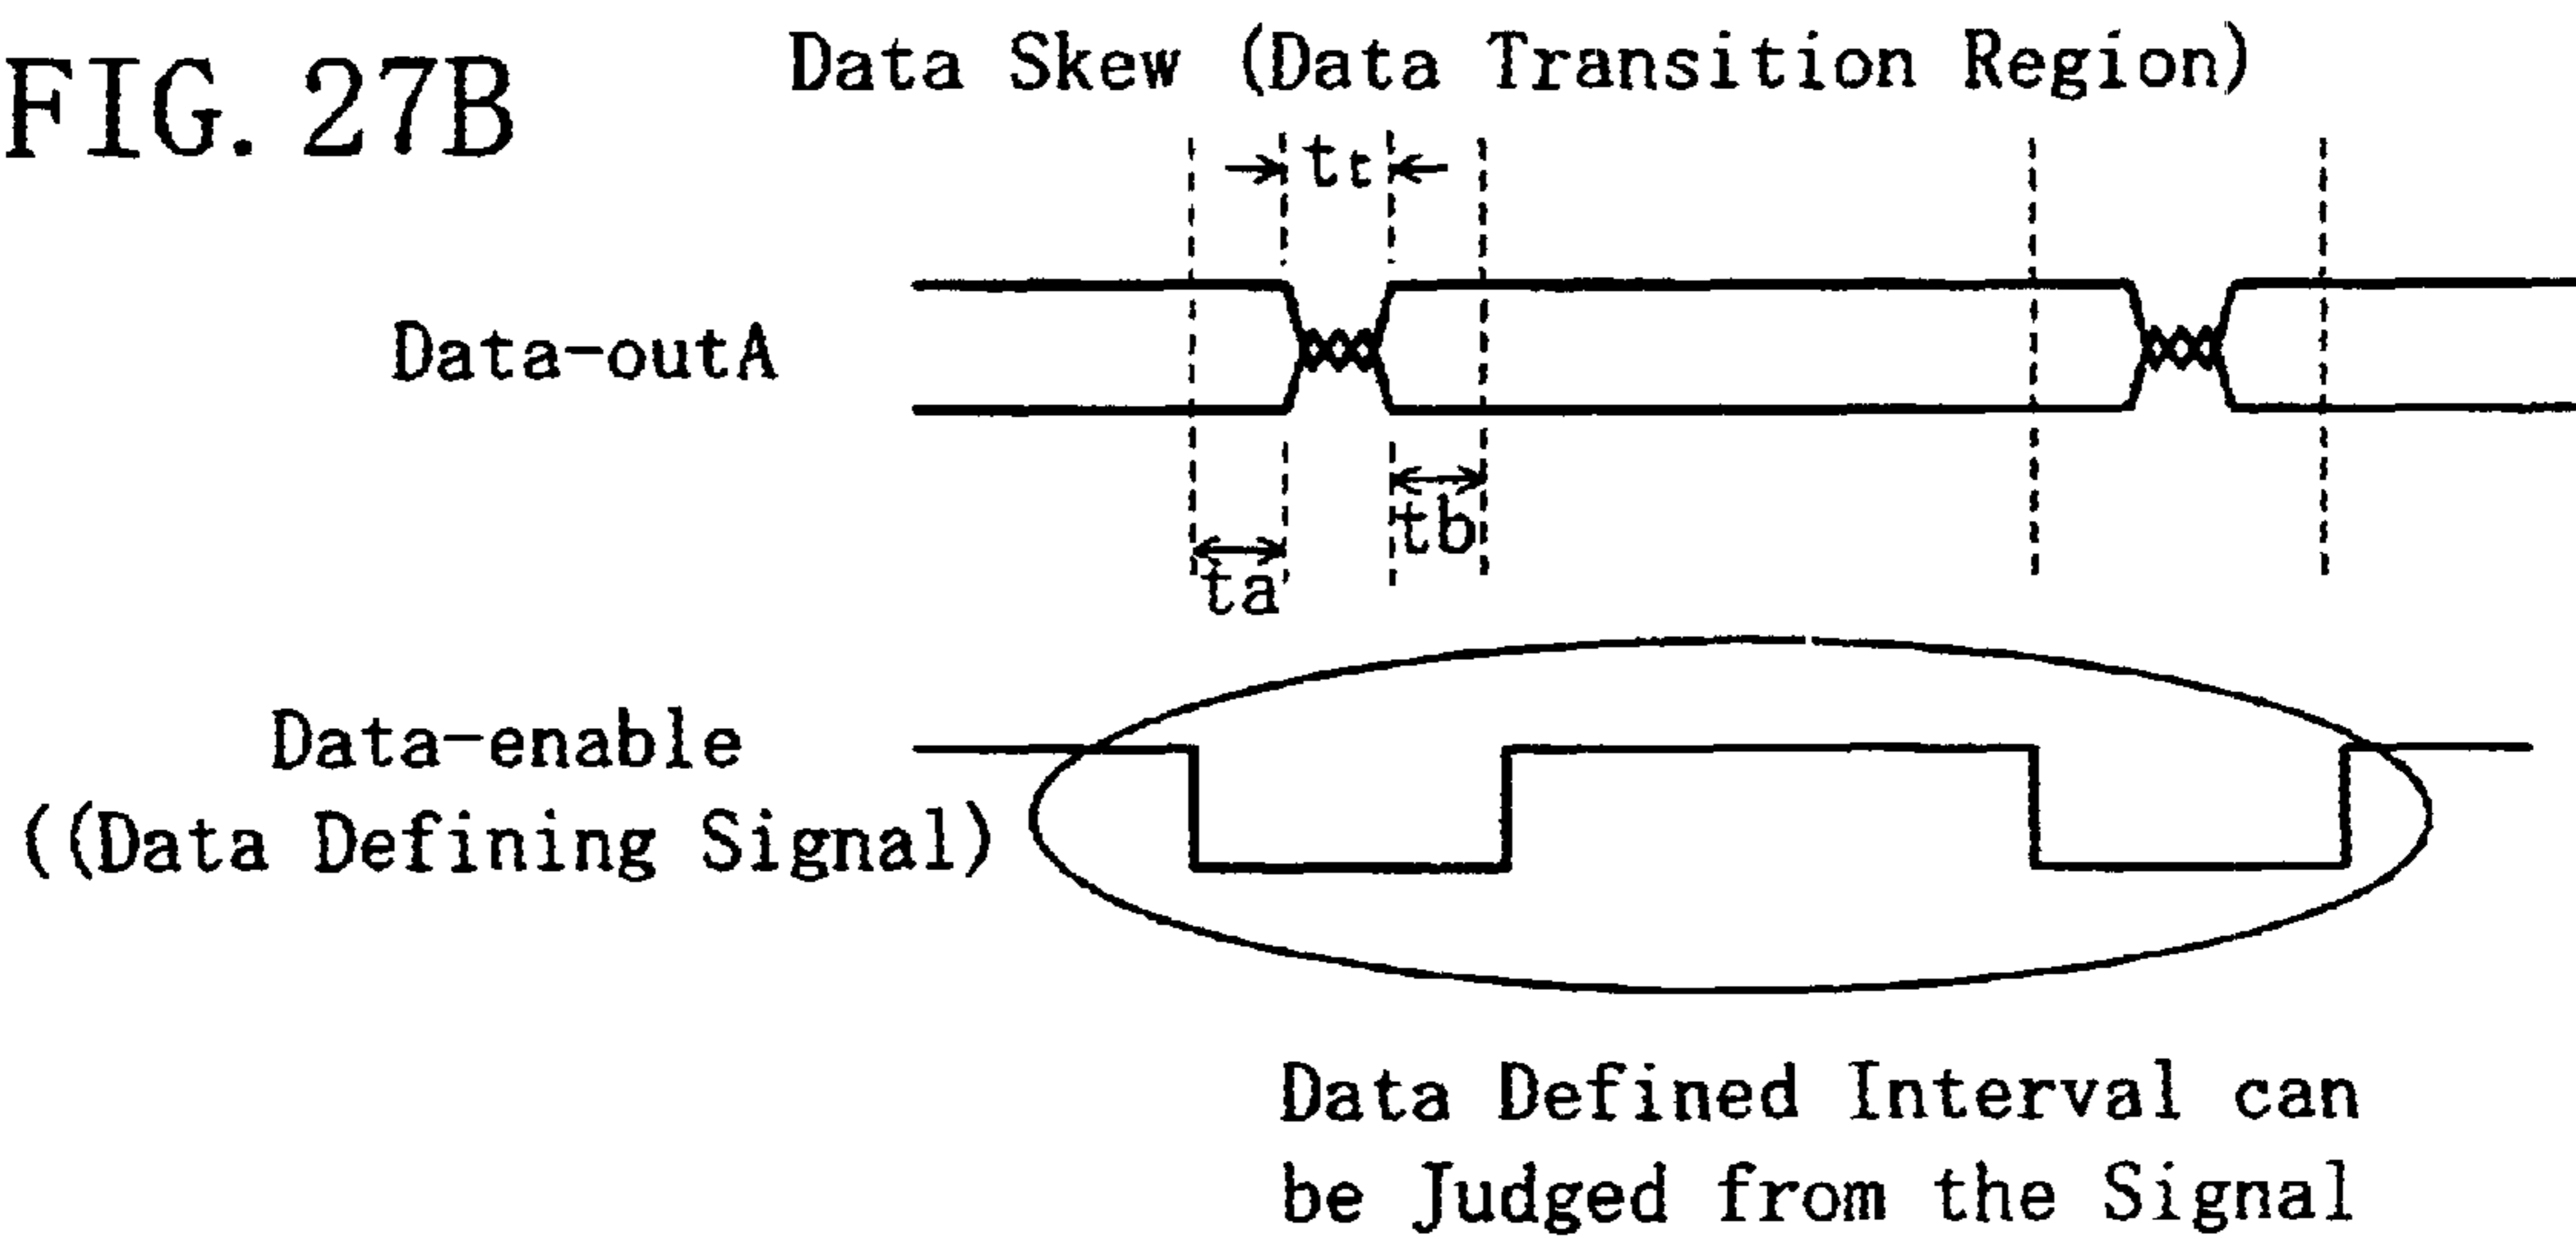 FIG. 27B
Data Skew (Data Transition Region)
tt
Data-outA
tb
ta
Data-enable
((Data Defining Signal)
Data Defined Interval can
be Judged from the Signal